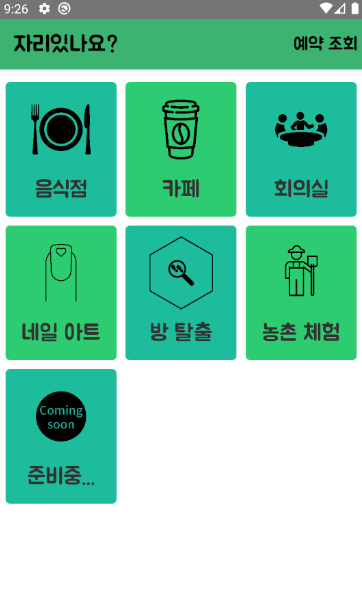 9:26
자리있나요?
예약 조회
음식점
카페
회의실
네일 아트
방 탈출
농촌 체험
Coming
soon
준비중...